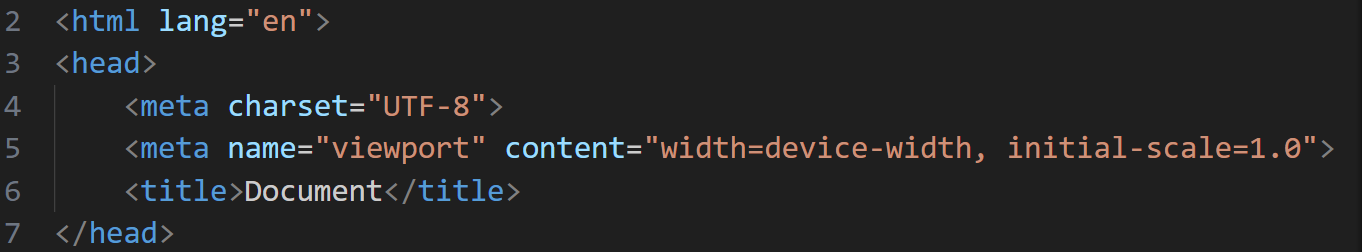 2 <html lang="en">
3 <head>
4     <meta charset="UTF-8">
5     <meta name="viewport" content="width=device-width, initial-scale=1.0">
6     <title>Document</title>
7 </head>